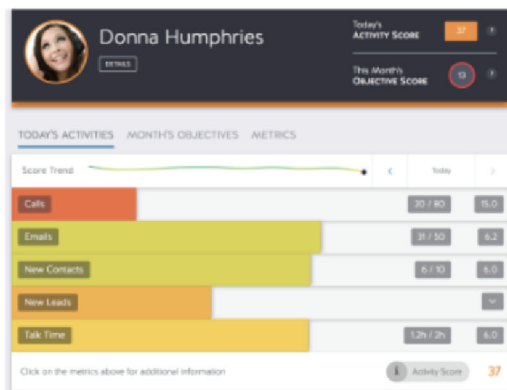 Donna Humphries
DETAILS
Today's
ACTIVITY SCORE
37
?
This Month's
OBJECTIVE SCORE
13
?
TODAY'S ACTIVITIES MONTH'S OBJECTIVES METRICS
Score Trend < Today >
Calls 20 / 80 15.0
Emails 31 / 50 6.2
New Contacts 6 / 10 6.0
New Leads
Talk Time 1.2h / 2h 6.0
Click on the metrics above for additional information i Activity Score 37